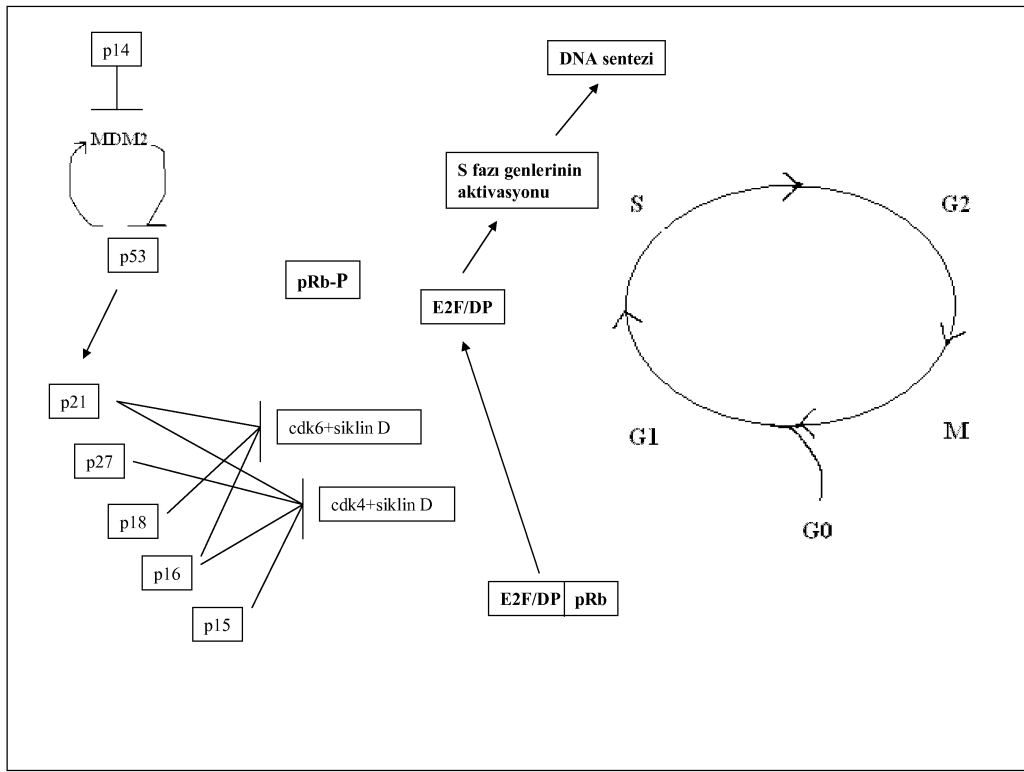 p14
MDM2
p53
p21
p27
p18
p16
p15
cdk6+siklin D
cdk4+siklin D
pRb-P
DNA sentezi
S fazı genlerinin
aktivasyonu
E2F/DP
E2F/DP pRb
S
G2
G1
M
G0